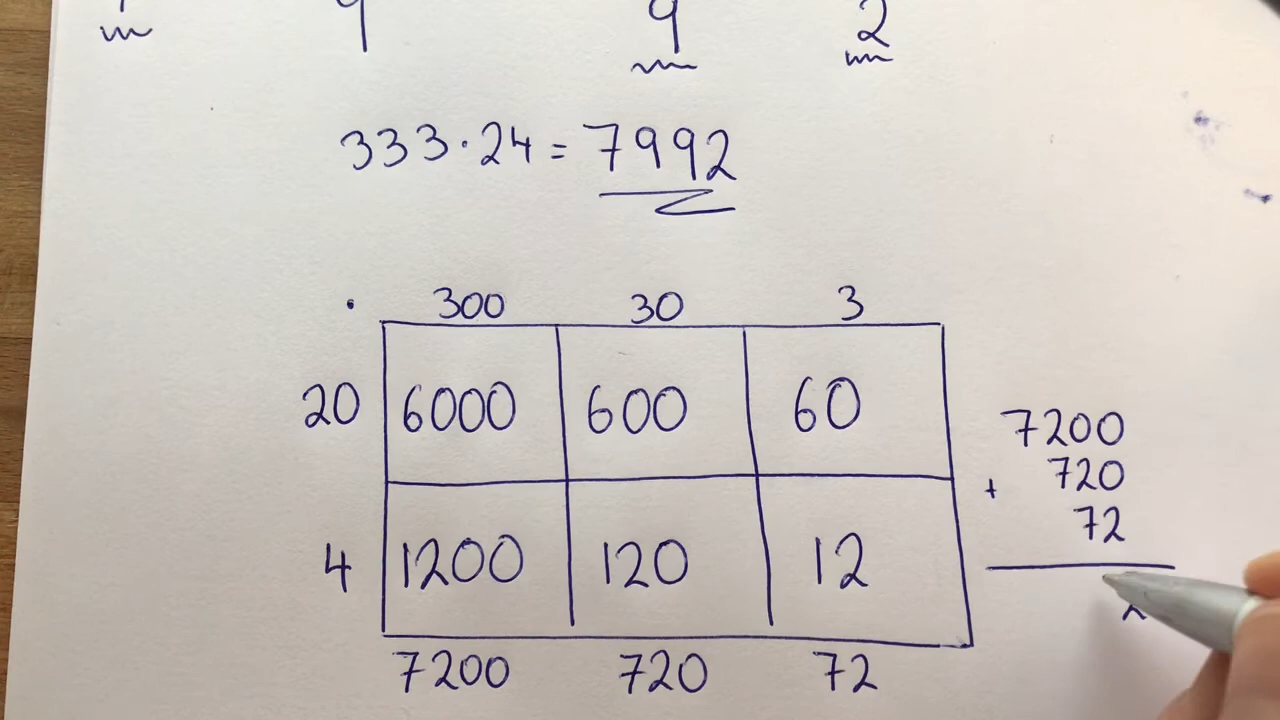 9 9 2
333·24=7992
· 300 30 3
20 6000 600 60
4 1200 120 12
7200 720 72
7200
+ 720
72